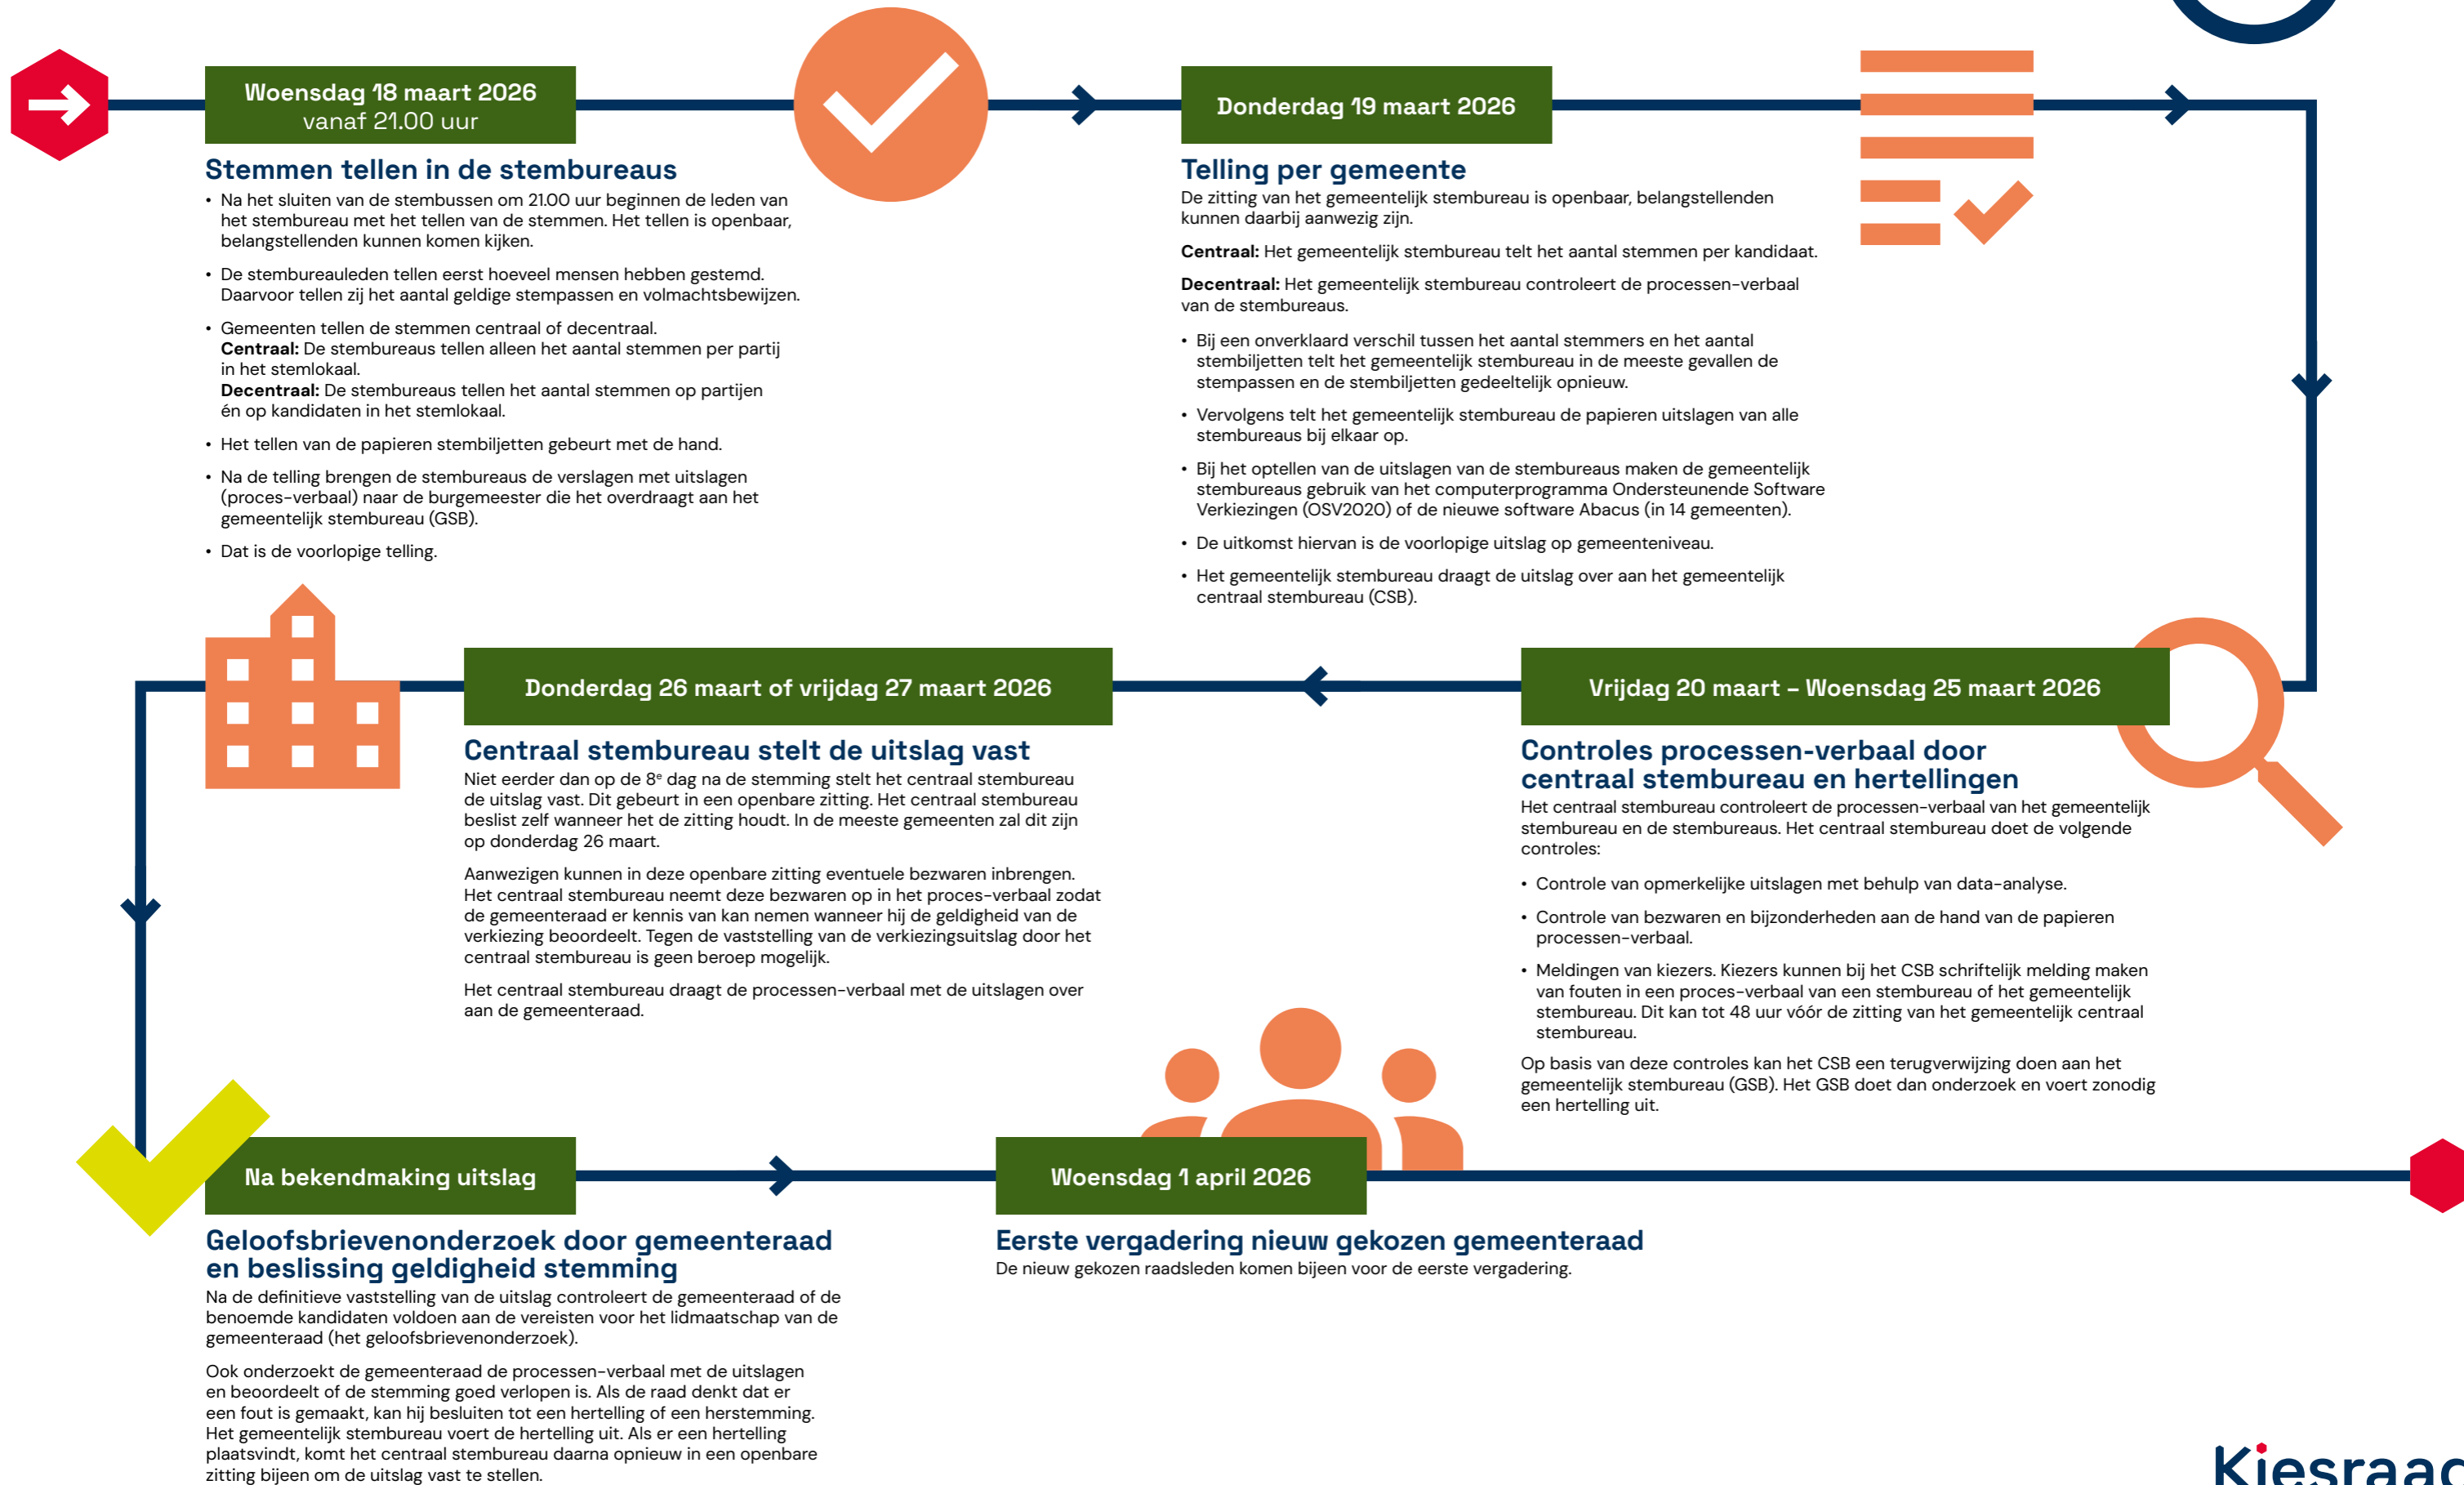 Woensdag 18 maart 2026
vanaf 21.00 uur
Stemmen tellen in de stembureaus
• Na het sluiten van de stembussen om 21.00 uur beginnen de leden van
het stembureau met het tellen van de stemmen. Het tellen is openbaar,
belangstellenden kunnen komen kijken.
• De stembureauleden tellen eerst hoeveel mensen hebben gestemd.
Daarvoor tellen zij het aantal geldige stempassen en volmachtsbewijzen.
• Gemeenten tellen de stemmen centraal of decentraal.
Centraal: De stembureaus tellen alleen het aantal stemmen per partij
in het stemlokaal.
Decentraal: De stembureaus tellen het aantal stemmen op partijen
én op kandidaten in het stemlokaal.
• Het tellen van de papieren stembiljetten gebeurt met de hand.
• Na de telling brengen de stembureaus de verslagen met uitslagen
(proces-verbaal) naar de burgemeester die het overdraagt aan het
gemeentelijk stembureau (GSB).
• Dat is de voorlopige telling.
Donderdag 19 maart 2026
Telling per gemeente
De zitting van het gemeentelijk stembureau is openbaar, belangstellenden
kunnen daarbij aanwezig zijn.
Centraal: Het gemeentelijk stembureau telt het aantal stemmen per kandidaat.
Decentraal: Het gemeentelijk stembureau controleert de processen-verbaal
van de stembureaus.
• Bij een onverklaard verschil tussen het aantal stemmers en het aantal
stembiljetten telt het gemeentelijk stembureau in de meeste gevallen de
stempassen en de stembiljetten gedeeltelijk opnieuw.
• Vervolgens telt het gemeentelijk stembureau de papieren uitslagen van alle
stembureaus bij elkaar op.
• Bij het optellen van de uitslagen van de stembureaus maken de gemeentelijk
stembureaus gebruik van het computerprogramma Ondersteunende Software
Verkiezingen (OSV2020) of de nieuwe software Abacus (in 14 gemeenten).
• De uitkomst hiervan is de voorlopige uitslag op gemeenteniveau.
• Het gemeentelijk stembureau draagt de uitslag over aan het gemeentelijk
centraal stembureau (CSB).
Vrijdag 20 maart – Woensdag 25 maart 2026
Controles processen-verbaal door
centraal stembureau en hertellingen
Het centraal stembureau controleert de processen-verbaal van het gemeentelijk
stembureau en de stembureaus. Het centraal stembureau doet de volgende
controles:
• Controle van opmerkelijke uitslagen met behulp van data-analyse.
• Controle van bezwaren en bijzonderheden aan de hand van de papieren
processen-verbaal.
• Meldingen van kiezers. Kiezers kunnen bij het CSB schriftelijk melding maken
van fouten in een proces-verbaal van een stembureau of het gemeentelijk
stembureau. Dit kan tot 48 uur vóór de zitting van het gemeentelijk centraal
stembureau.
Op basis van deze controles kan het CSB een terugverwijzing doen aan het
gemeentelijk stembureau (GSB). Het GSB doet dan onderzoek en voert zonodig
een hertelling uit.
Donderdag 26 maart of vrijdag 27 maart 2026
Centraal stembureau stelt de uitslag vast
Niet eerder dan op de 8e dag na de stemming stelt het centraal stembureau
de uitslag vast. Dit gebeurt in een openbare zitting. Het centraal stembureau
beslist zelf wanneer het de zitting houdt. In de meeste gemeenten zal dit zijn
op donderdag 26 maart.
Aanwezigen kunnen in deze openbare zitting eventuele bezwaren inbrengen.
Het centraal stembureau neemt deze bezwaren op in het proces-verbaal zodat
de gemeenteraad er kennis van kan nemen wanneer hij de geldigheid van de
verkiezing beoordeelt. Tegen de vaststelling van de verkiezingsuitslag door het
centraal stembureau is geen beroep mogelijk.
Het centraal stembureau draagt de processen-verbaal met de uitslagen over
aan de gemeenteraad.
Na bekendmaking uitslag
Geloofsbrievenonderzoek door gemeenteraad
en beslissing geldigheid stemming
Na de definitieve vaststelling van de uitslag controleert de gemeenteraad of de
benoemde kandidaten voldoen aan de vereisten voor het lidmaatschap van de
gemeenteraad (het geloofsbrievenonderzoek).
Ook onderzoekt de gemeenteraad de processen-verbaal met de uitslagen
en beoordeelt of de stemming goed verlopen is. Als de raad denkt dat er
een fout is gemaakt, kan hij besluiten tot een hertelling of een herstemming.
Het gemeentelijk stembureau voert de hertelling uit. Als er een hertelling
plaatsvindt, komt het centraal stembureau daarna opnieuw in een openbare
zitting bijeen om de uitslag vast te stellen.
Woensdag 1 april 2026
Eerste vergadering nieuw gekozen gemeenteraad
De nieuw gekozen raadsleden komen bijeen voor de eerste vergadering.
Kiesraad